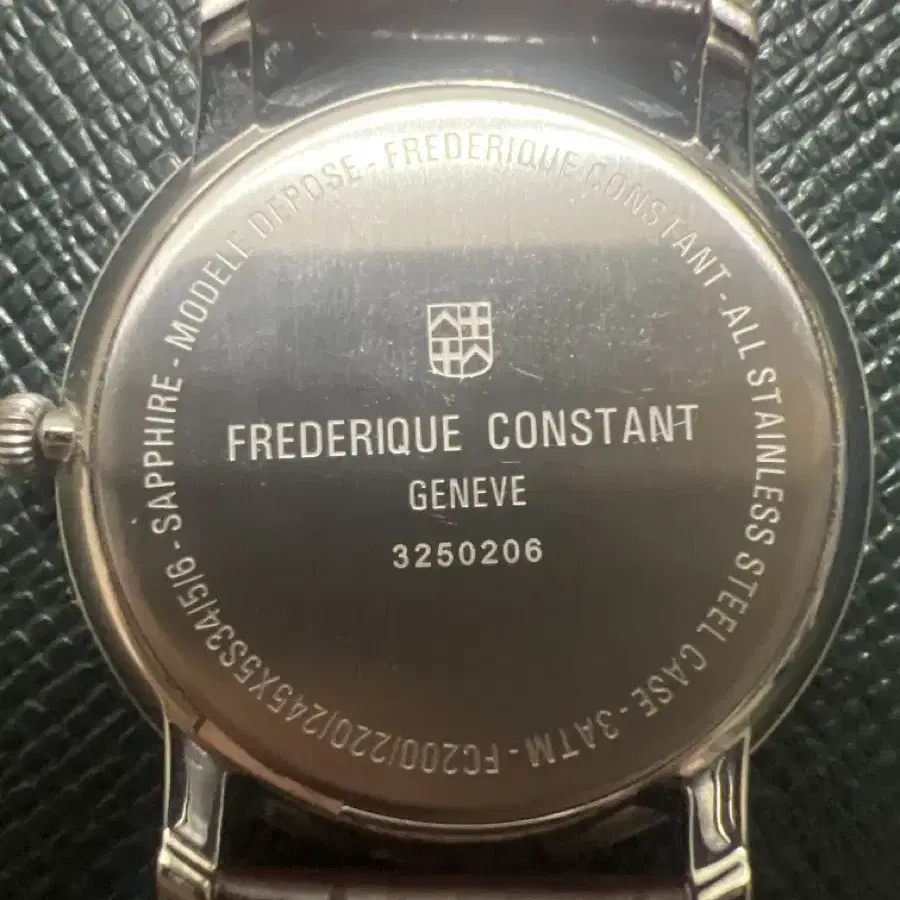 FREDERIQUE CONSTANT - ALL STAINLESS STEEL CASE - 3ATM - FC200/220/245X5S34/5/6 - SAPPHIRE - MODELE DEPOSE -
FREDERIQUE CONSTANT
GENEVE
3250206